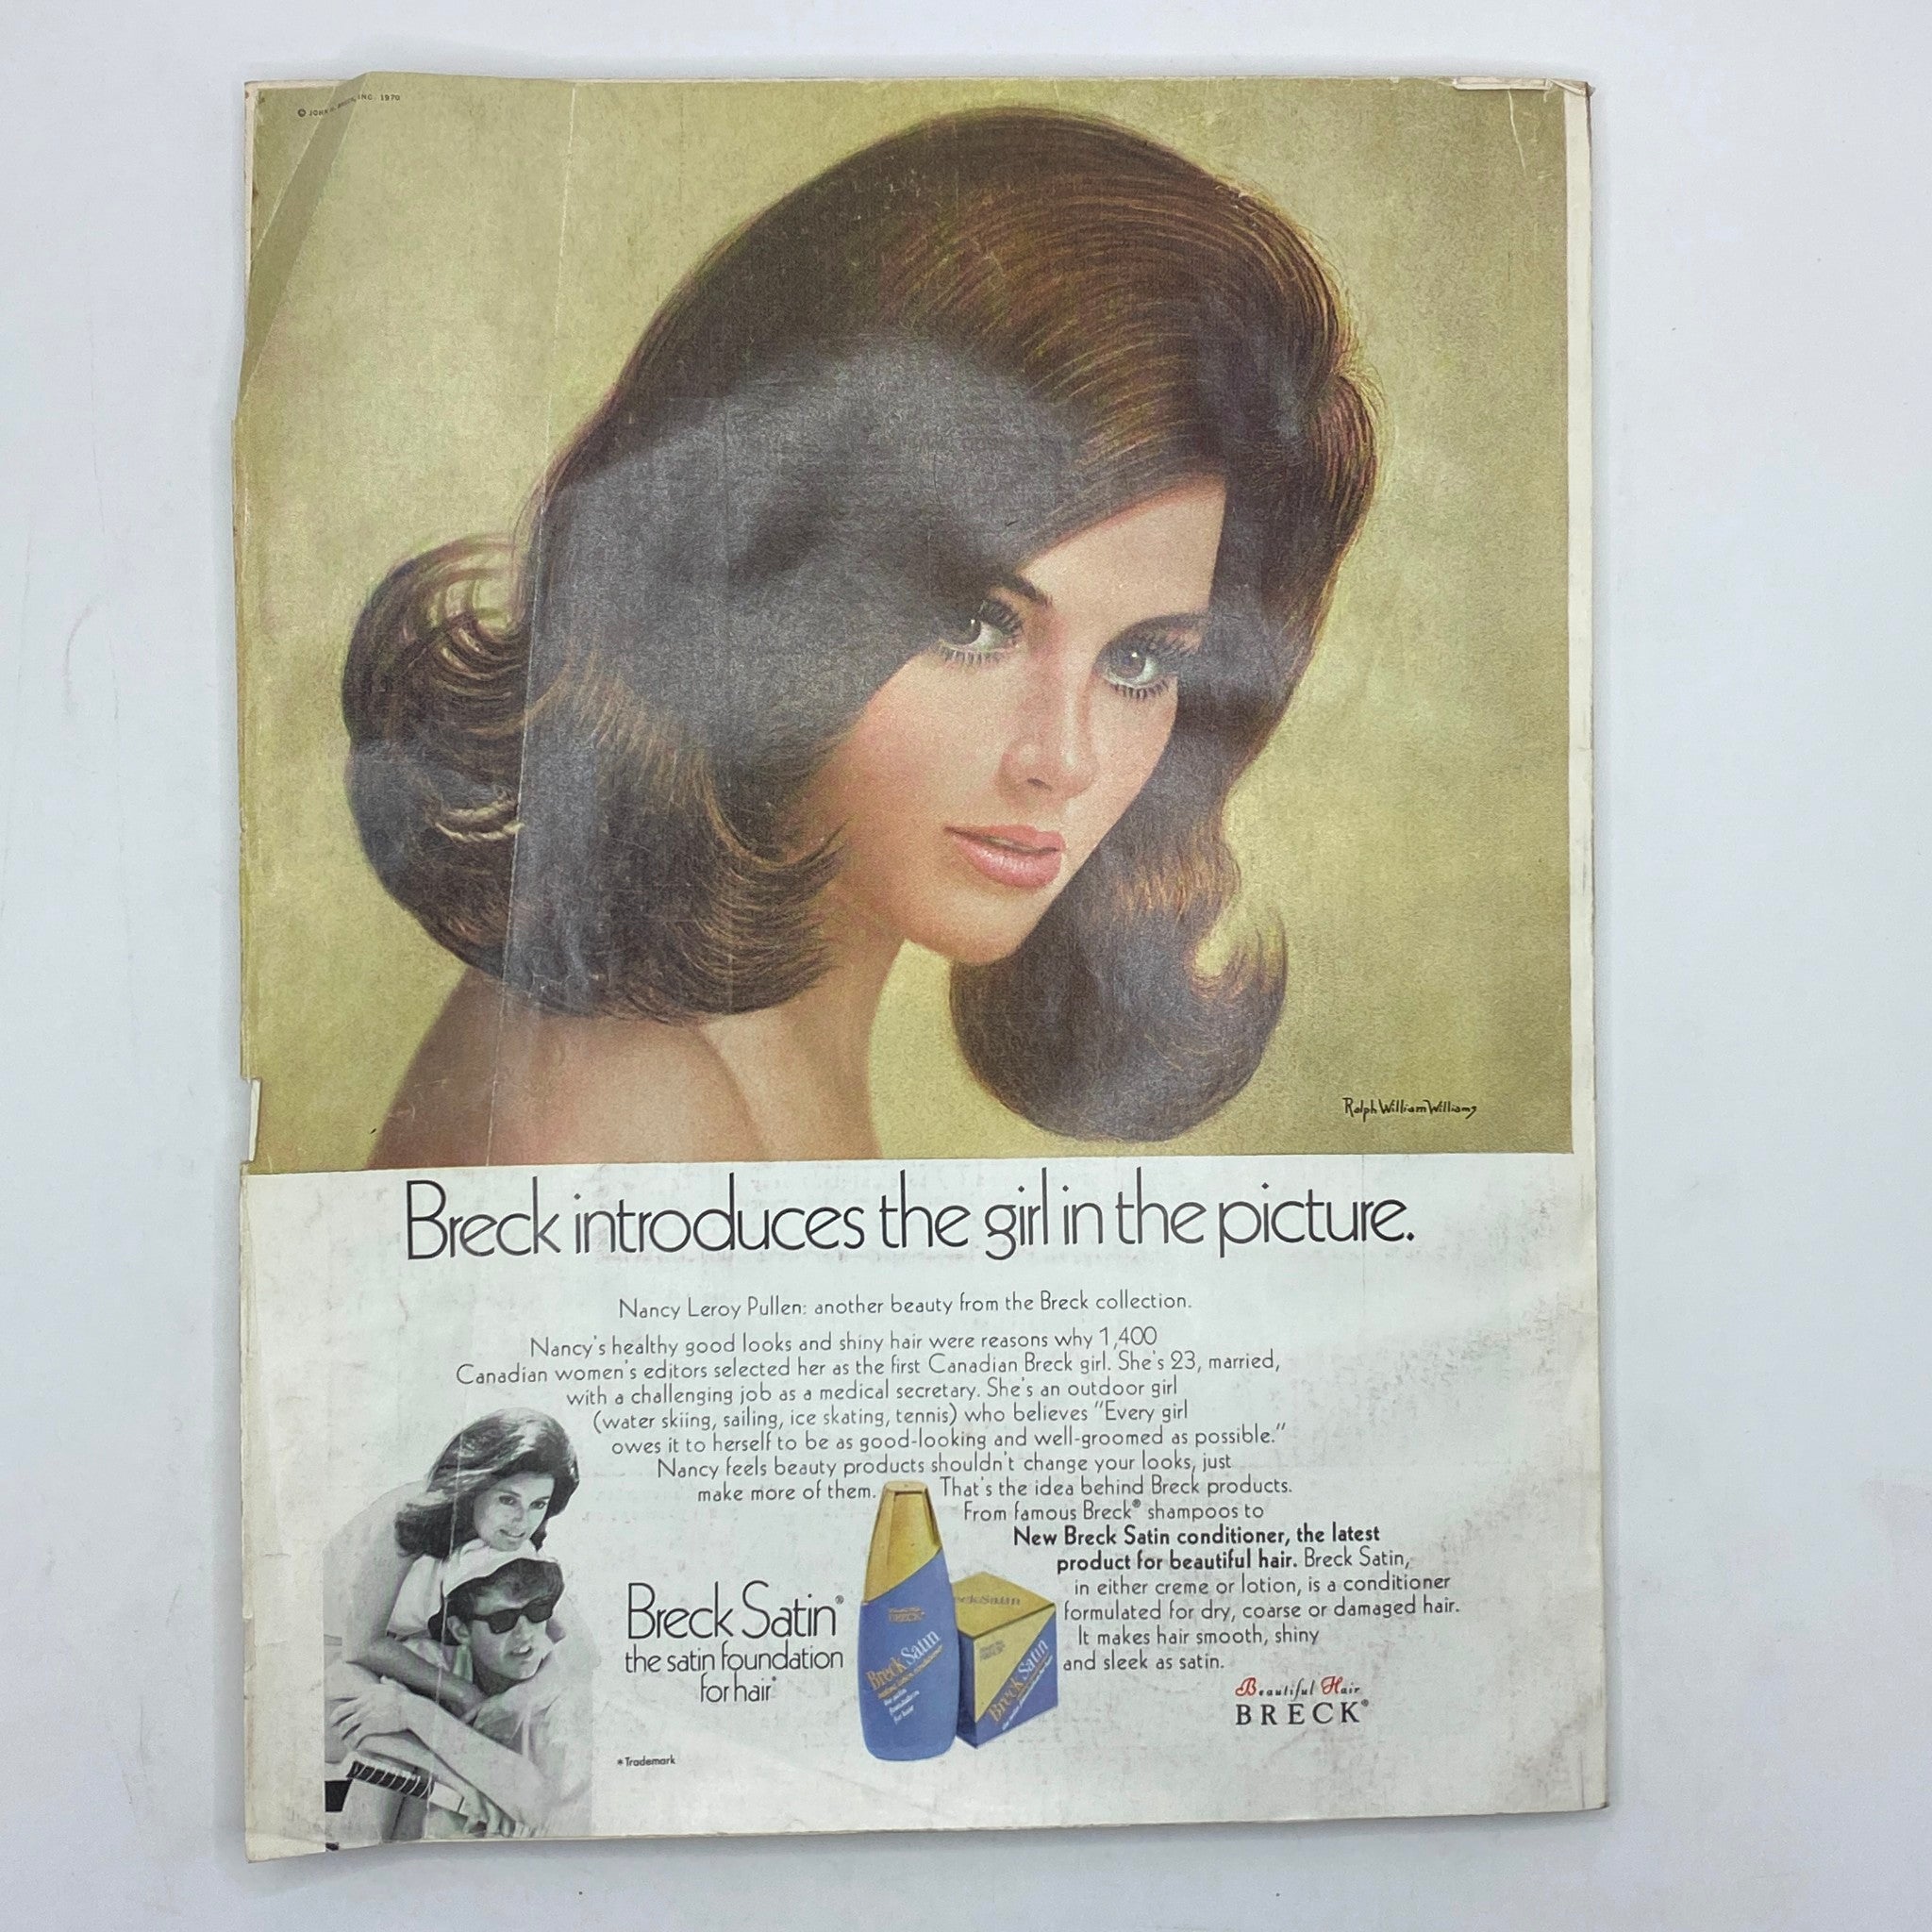 © JOHN H. BRECK, INC. 1970
Ralph William Williams
Breck introduces the girl in the picture.
Nancy Leroy Pullen: another beauty from the Breck collection.
Nancy's healthy good looks and shiny hair were reasons why 1,400
Canadian women's editors selected her as the first Canadian Breck girl. She's 23, married,
with a challenging job as a medical secretary. She's an outdoor girl
(water skiing, sailing, ice skating, tennis) who believes "Every girl
owes it to herself to be as good-looking and well-groomed as possible."
Nancy feels beauty products shouldn't change your looks, just
make more of them. That's the idea behind Breck products.
From famous Breck® shampoos to
New Breck Satin conditioner, the latest
product for beautiful hair. Breck Satin,
in either creme or lotion, is a conditioner
formulated for dry, coarse or damaged hair.
It makes hair smooth, shiny
and sleek as satin.
Breck Satin®
the satin foundation
for hair*
BRECK
Breck Satin
the satin
foundation
for hair
Breck Satin
Beautiful Hair
BRECK®
*Trademark